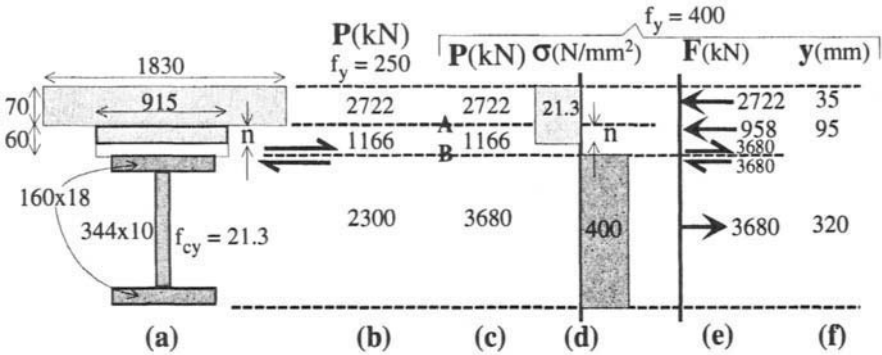 f_y = 400
P(kN) P(kN) σ(N/mm²) F(kN) y(mm)
f_y = 250
1830
70 915 2722 2722 21.3 2722 35
A
60 n 1166 1166 n 958 95
B 3680
3680
160x18
344x10 f_cy = 21.3 2300 3680 400 3680 320
(a) (b) (c) (d) (e) (f)